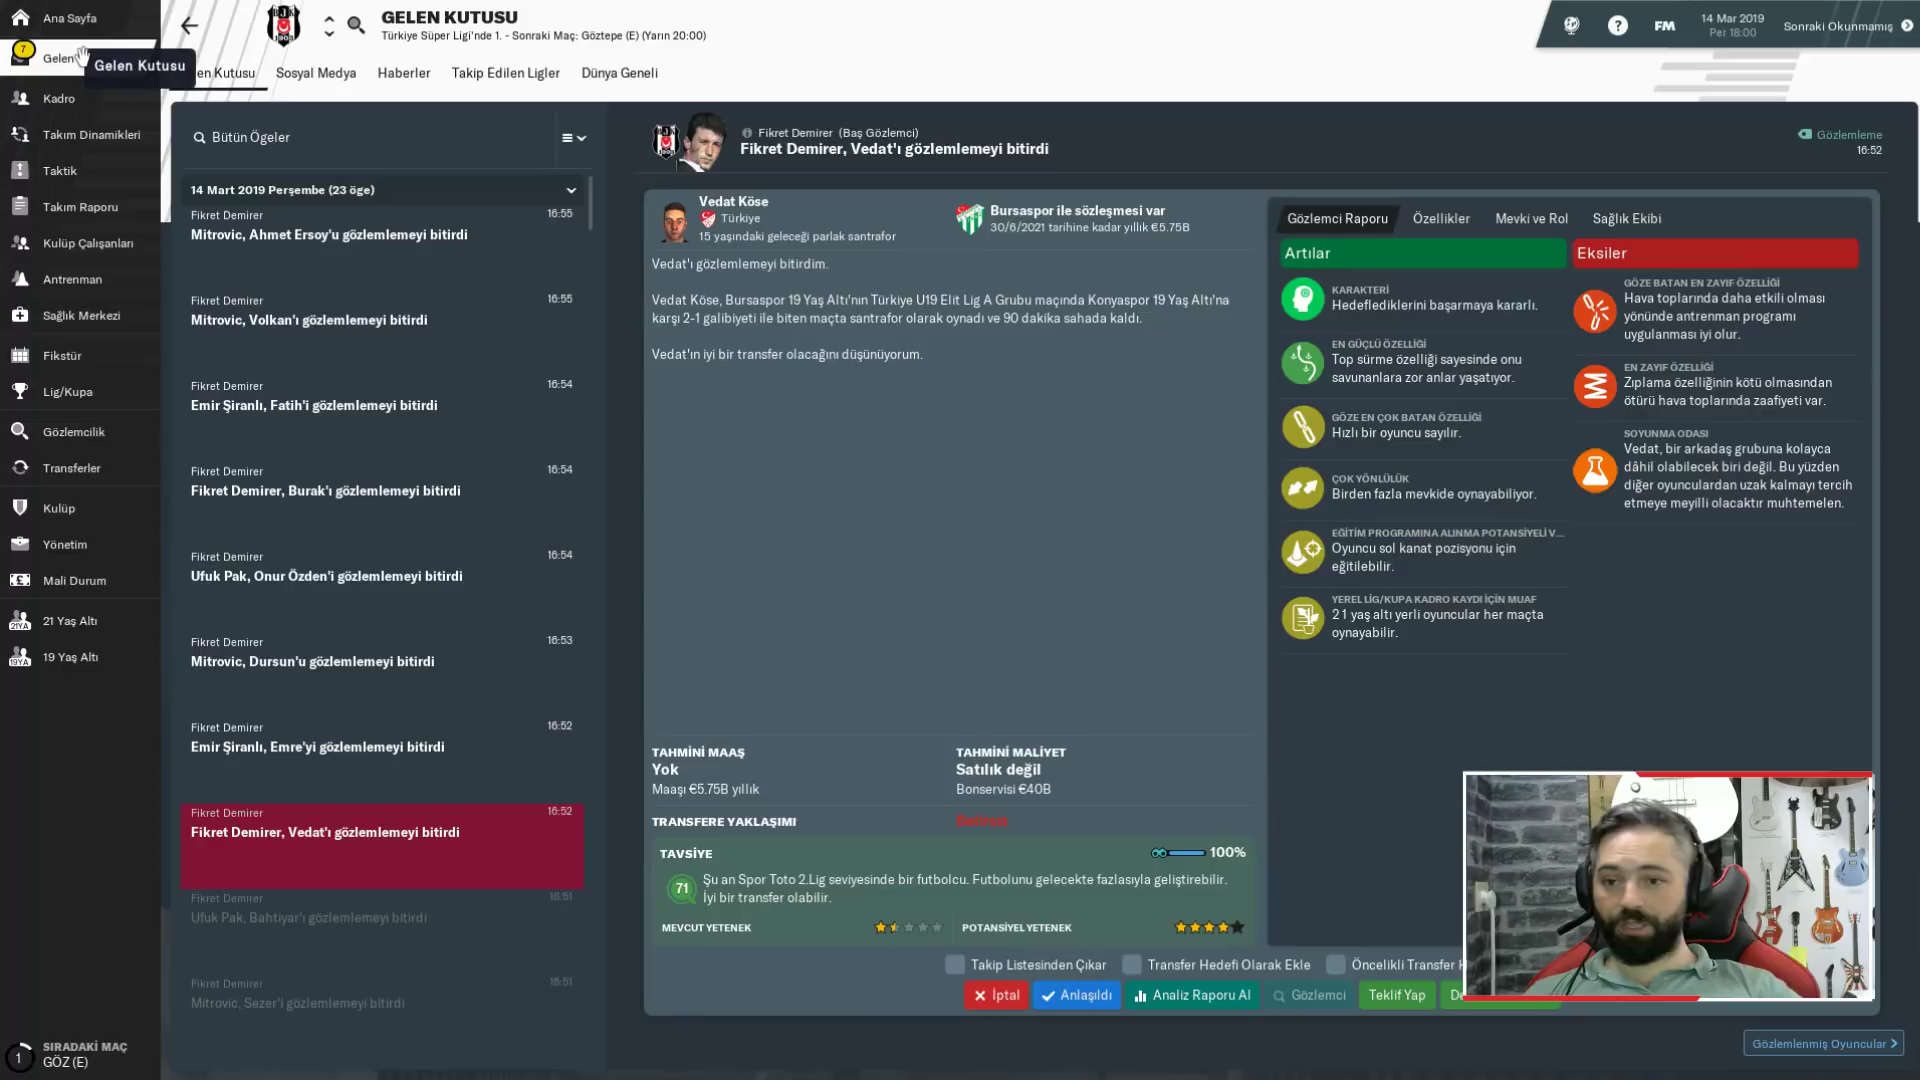 Ana Sayfa
GELEN KUTUSU
Türkiye Süper Ligi'nde 1. - Sonraki Maç: Göztepe (E) (Yarın 20:00)
FM
14 Mar 2019
Per 18:00
Sonraki Okunmamış
7
Gelen
Gelen Kutusu
en Kutusu
Sosyal Medya
Haberler
Takip Edilen Ligler
Dünya Geneli
Kadro
Takım Dinamikleri
Taktik
Takım Raporu
Kulüp Çalışanları
Antrenman
Sağlık Merkezi
Fikstür
Lig/Kupa
Gözlemcilik
Transferler
Kulüp
Yönetim
Mali Durum
21YA
21 Yaş Altı
19YA
19 Yaş Altı
1
SIRADAKİ MAÇ
GÖZ (E)
Bütün Ögeler
14 Mart 2019 Perşembe (23 öge)
Fikret Demirer
16:55
Mitrovic, Ahmet Ersoy'u gözlemlemeyi bitirdi
Fikret Demirer
16:55
Mitrovic, Volkan'ı gözlemlemeyi bitirdi
Fikret Demirer
16:54
Emir Şiranlı, Fatih'i gözlemlemeyi bitirdi
Fikret Demirer
16:54
Fikret Demirer, Burak'ı gözlemlemeyi bitirdi
Fikret Demirer
16:54
Ufuk Pak, Onur Özden'i gözlemlemeyi bitirdi
Fikret Demirer
16:53
Mitrovic, Dursun'u gözlemlemeyi bitirdi
Fikret Demirer
16:52
Emir Şiranlı, Emre'yi gözlemlemeyi bitirdi
Fikret Demirer
16:52
Fikret Demirer, Vedat'ı gözlemlemeyi bitirdi
Fikret Demirer
16:51
Ufuk Pak, Bahtiyar'ı gözlemlemeyi bitirdi
Fikret Demirer
16:51
Mitrovic, Sezer'i gözlemlemeyi bitirdi
Fikret Demirer (Baş Gözlemci)
Fikret Demirer, Vedat'ı gözlemlemeyi bitirdi
Gözlemleme
16:52
Vedat Köse
Türkiye
15 yaşındaki geleceği parlak santrafor
Bursaspor ile sözleşmesi var
30/6/2021 tarihine kadar yıllık €5.75B
Vedat'ı gözlemlemeyi bitirdim.
Vedat Köse, Bursaspor 19 Yaş Altı'nın Türkiye U19 Elit Lig A Grubu maçında Konyaspor 19 Yaş Altı'na
karşı 2-1 galibiyeti ile biten maçta santrafor olarak oynadı ve 90 dakika sahada kaldı.
Vedat'ın iyi bir transfer olacağını düşünüyorum.
TAHMİNİ MAAŞ
Yok
Maaşı €5.75B yıllık
TAHMİNİ MALİYET
Satılık değil
Bonservisi €40B
TRANSFERE YAKLAŞIMI
Belirsiz
TAVSİYE
100%
71
Şu an Spor Toto 2.Lig seviyesinde bir futbolcu. Futbolunu gelecekte fazlasıyla geliştirebilir.
İyi bir transfer olabilir.
MEVCUT YETENEK
POTANSİYEL YETENEK
Takip Listesinden Çıkar
Transfer Hedefi Olarak Ekle
Öncelikli Transfer H
İptal
Anlaşıldı
Analiz Raporu Al
Gözlemci
Teklif Yap
De
Gözlemci Raporu
Özellikler
Mevki ve Rol
Sağlık Ekibi
Artılar
KARAKTERİ
Hedeflediklerini başarmaya kararlı.
EN GÜÇLÜ ÖZELLİĞİ
Top sürme özelliği sayesinde onu
savunanlara zor anlar yaşatıyor.
GÖZE EN ÇOK BATAN ÖZELLİĞİ
Hızlı bir oyuncu sayılır.
ÇOK YÖNLÜLÜK
Birden fazla mevkide oynayabiliyor.
EĞİTİM PROGRAMINA ALINMA POTANSİYELİ V...
Oyuncu sol kanat pozisyonu için
eğitilebilir.
YEREL LİG/KUPA KADRO KAYDI İÇİN MUAF
21 yaş altı yerli oyuncular her maçta
oynayabilir.
Eksiler
GÖZE BATAN EN ZAYIF ÖZELLİĞİ
Hava toplarında daha etkili olması
yönünde antrenman programı
uygulanması iyi olur.
EN ZAYIF ÖZELLİĞİ
Zıplama özelliğinin kötü olmasından
ötürü hava toplarında zaafiyeti var.
SOYUNMA ODASI
Vedat, bir arkadaş grubuna kolayca
dâhil olabilecek biri değil. Bu yüzden
diğer oyunculardan uzak kalmayı tercih
etmeye meyilli olacaktır muhtemelen.
Gözlemlenmiş Oyuncular